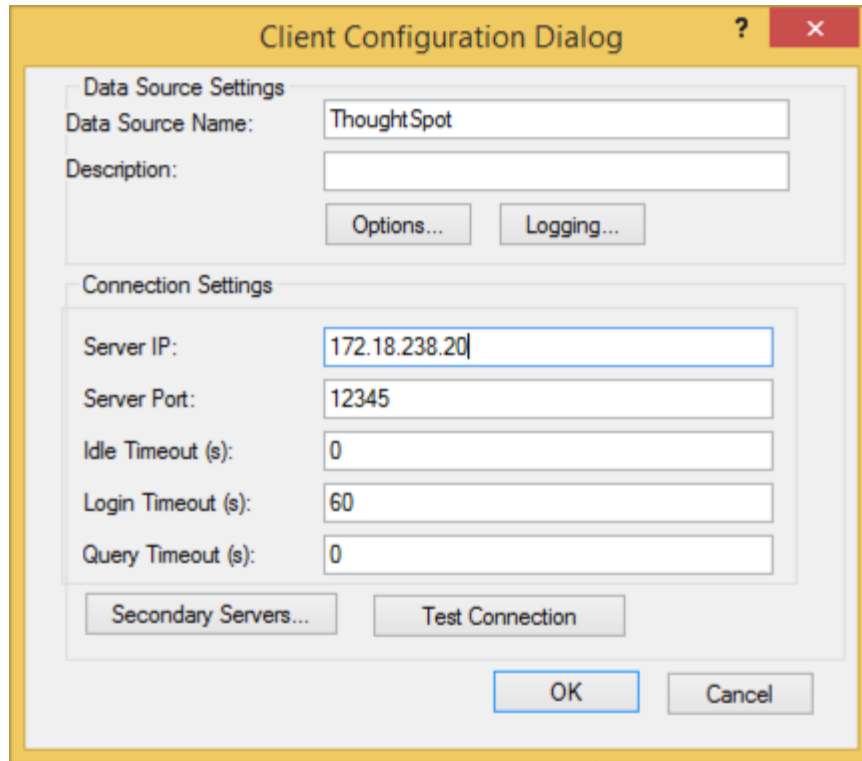 Client Configuration Dialog ? ×
Data Source Settings
Data Source Name: ThoughtSpot
Description:
Options... Logging...
Connection Settings
Server IP: 172.18.238.20
Server Port: 12345
Idle Timeout (s): 0
Login Timeout (s): 60
Query Timeout (s): 0
Secondary Servers... Test Connection
OK Cancel